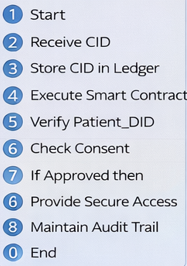 1 Start
2 Receive CID
3 Store CID in Ledger
4 Execute Smart Contract
5 Verify Patient_DID
6 Check Consent
7 If Approved then
6 Provide Secure Access
8 Maintain Audit Trail
0 End